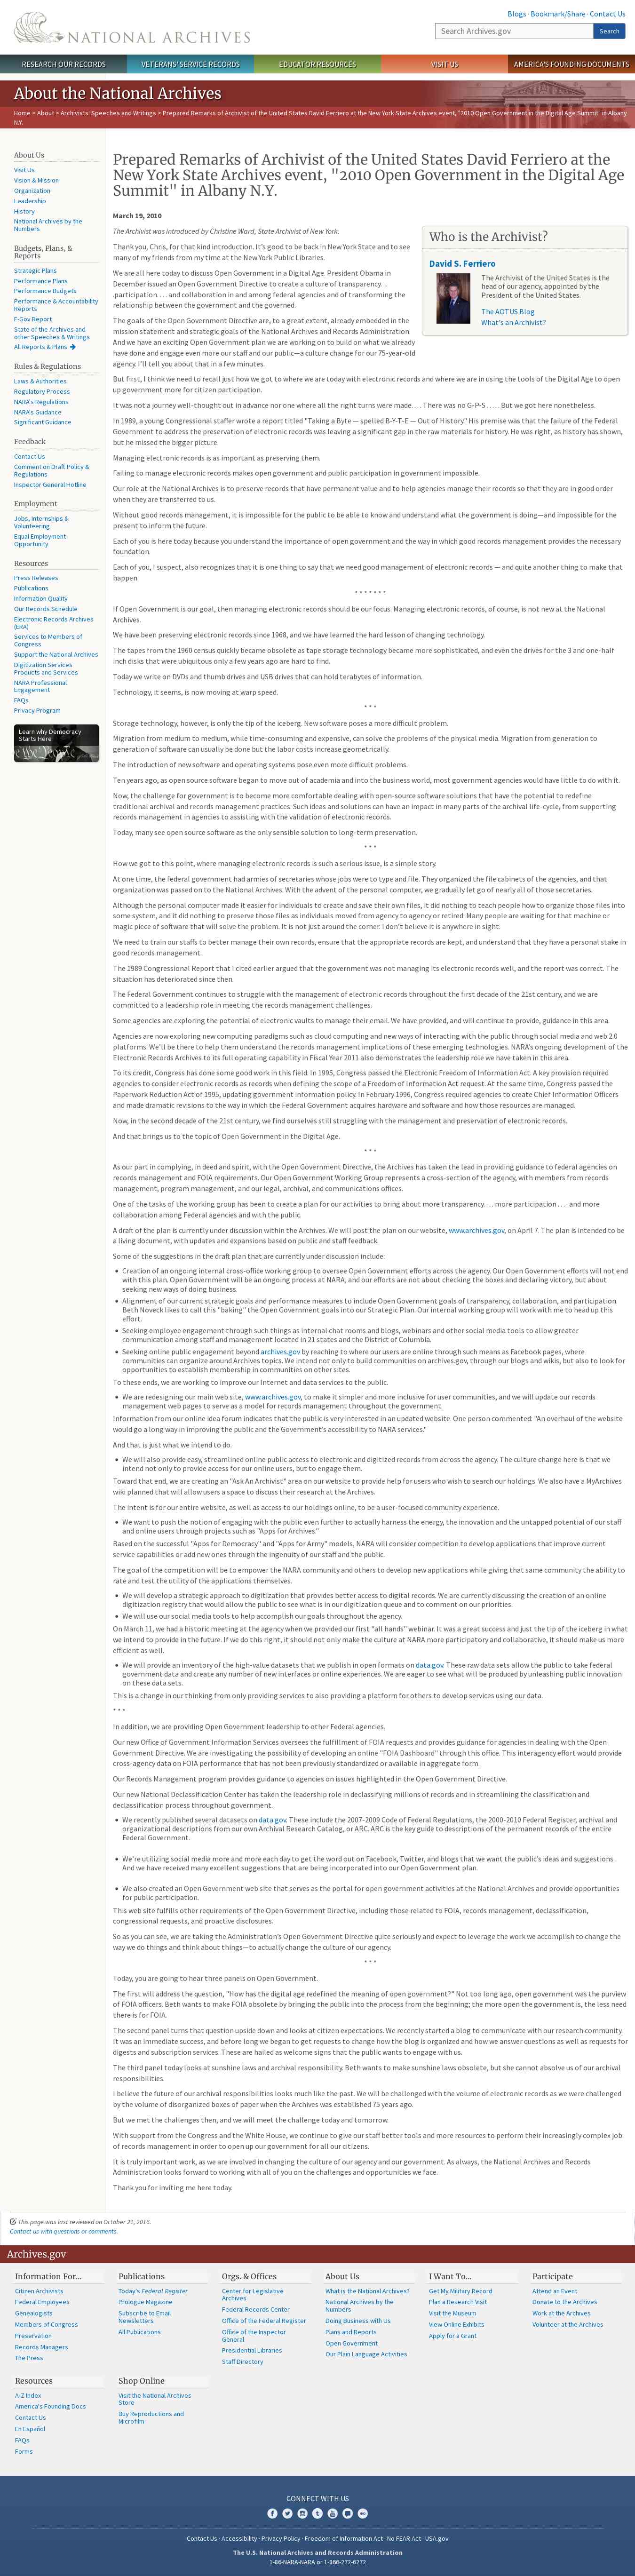 Blogs · Bookmark/Share · Contact Us
NATIONAL ARCHIVES
Search Archives.gov
Search
RESEARCH OUR RECORDS
VETERANS' SERVICE RECORDS
EDUCATOR RESOURCES
VISIT US
AMERICA'S FOUNDING DOCUMENTS
About the National Archives
Home > About > Archivists' Speeches and Writings > Prepared Remarks of Archivist of the United States David Ferriero at the New York State Archives event, "2010 Open Government in the Digital Age Summit" in Albany
N.Y.
About Us
Visit Us
Vision & Mission
Organization
Leadership
History
National Archives by the
Numbers
Budgets, Plans, &
Reports
Strategic Plans
Performance Plans
Performance Budgets
Performance & Accountability
Reports
E-Gov Report
State of the Archives and
other Speeches & Writings
All Reports & Plans
Rules & Regulations
Laws & Authorities
Regulatory Process
NARA's Regulations
NARA's Guidance
Significant Guidance
Feedback
Contact Us
Comment on Draft Policy &
Regulations
Inspector General Hotline
Employment
Jobs, Internships &
Volunteering
Equal Employment
Opportunity
Resources
Press Releases
Publications
Information Quality
Our Records Schedule
Electronic Records Archives
(ERA)
Services to Members of
Congress
Support the National Archives
Digitization Services
Products and Services
NARA Professional
Engagement
FAQs
Privacy Program
Learn why Democracy
Starts Here
Prepared Remarks of Archivist of the United States David Ferriero at the
New York State Archives event, "2010 Open Government in the Digital Age
Summit" in Albany N.Y.
March 19, 2010
Who is the Archivist?
David S. Ferriero
The Archivist of the United States is the
head of our agency, appointed by the
President of the United States.
The AOTUS Blog
What's an Archivist?
The Archivist was introduced by Christine Ward, State Archivist of New York.
Thank you, Chris, for that kind introduction. It's good to be back in New York State and to see
so many friends from my time here.
We are all here today to discuss Open Government in a Digital Age. President Obama in
December issued an Open Government Directive to increase transparency. . .
participation. . . . and collaboration in and among federal agencies and to transform the
relationship between the government and the governed.
The goals of the Open Government Directive are, to a great extent, already embedded in the
mission statement and strategic goals of the National Archives and Records Administration.
And while we do a good job of meeting those goals, we are going to build on what we already
have done and engage even more of our staff and the public in this effort over the year-and-a-
half since I'll tell you about that in a few minutes.
But first, I think we need to recall just how we got to where we are today with electronic records and where we are in using the tools of the Digital Age to open
up government more for citizen participation.
It was not a journey well-thought out in advance nor one on which all the right turns were made. . . . There was no G-P-S . . . . . But we got here, nonetheless.
In 1989, a young Congressional staffer wrote a report titled "Taking a Byte — spelled B-Y-T-E — Out of History." His premise was that the failure of the Federal
Government to address the preservation of electronic records was leaving a significant gap in the raw materials for history. He was right, as history has shown,
but he missed the bigger picture.
Managing electronic records is as important as preserving them.
Failing to manage electronic records makes open government and public participation in government impossible.
Our role at the National Archives is to preserve records that have permanent value and to help agencies manage their records so that they are in good order
when they are transferred to us.
Without good records management, it is impossible for the public to be able to know and understand what the government is doing—and impossible for the
agencies to inform the future.
Each of you is here today because you understand the importance of open government and the way in which good records management provides the necessary
foundation.
Each of you, I suspect, also recognizes that it is one thing to say that we need good management of electronic records — and quite another thing to make that
happen.
* * * * * * *
If Open Government is our goal, then managing electronic records should be our focus. Managing electronic records, of course, is not new at the National
Archives.
We have been preserving electronic records since 1968, and we have learned the hard lesson of changing technology.
The tapes from the 1960 census quickly became obsolete. Our storage technology became more sophisticated, and even the drives for the 3 and one-half
inch disks that were ubiquitous only a few years ago are hard to find.
Today we write on DVDs and thumb drives and USB drives that can hold terabytes of information.
Technology, it seems, is now moving at warp speed.
* * *
Storage technology, however, is only the tip of the iceberg. New software poses a more difficult problem.
Migration from medium to medium, while time-consuming and expensive, can solve the problems of the physical media. Migration from generation to
generation of software can usually be done but the labor costs increase geometrically.
The introduction of new software and operating systems pose even more difficult problems.
Ten years ago, as open source software began to move out of academia and into the business world, most government agencies would have little to do with it.
Now, the challenge for government is to become more comfortable dealing with open-source software solutions that have the potential to redefine
traditional archival and records management practices. Such ideas and solutions can have impacts in many parts of the archival life-cycle, from supporting
records management in agencies to assisting with the validation of records.
Today, many see open source software as the only sensible solution to long-term preservation.
* * *
How we got to this point, where managing electronic records is such a serious issue, is a simple story.
At one time, the federal government had armies of secretaries whose jobs were to type and file. They organized the file cabinets of the agencies, and that
organization was passed on to the National Archives. With the advent of the personal computer, we gradually let go of nearly all of those secretaries.
Although the personal computer made it easier for individuals to create and save their own files, it did not do anything to preserve those files as individuals took
some system, and it did nothing to preserve these files as individuals moved from agency to agency or retired. Many people are waiting for that machine or
magic piece of software that will solve this problem. It is not just around the corner. I don't believe it is anywhere in sight.
We need to train our staffs to better manage their own records, ensure that the appropriate records are kept, and understand that they have a personal stake in
good records management.
The 1989 Congressional Report that I cited earlier argued that the government was not managing its electronic records well, and the report was correct. The
situation has deteriorated since then.
The Federal Government continues to struggle with the management of electronic records throughout the first decade of the 21st century, and we are
committed to a leadership role in meeting the records management challenges.
Some agencies are exploring the potential of electronic vaults to manage their email. We have provided, and will continue to provide, guidance in this area.
Agencies are now exploring new computing paradigms such as cloud computing and new ways of interacting with the public through social media and web 2.0
platforms. We'll be there to help them understand the records management implications of these emerging technologies. NARA's ongoing development of the
Electronic Records Archives to its full operating capability in Fiscal Year 2011 also demonstrates the leadership role we have taken in this area.
To its credit, Congress has done some good work in this field. In 1995, Congress passed the Electronic Freedom of Information Act. A key provision required
agencies to consider electronic records as records when defining the scope of a Freedom of Information Act request. At the same time, Congress passed the
Paperwork Reduction Act of 1995, updating government information policy. In February 1996, Congress required agencies to create Chief Information Officers
and made dramatic revisions to the way in which the Federal Government acquires hardware and software and how those resources are managed.
Now, in the second decade of the 21st century, we find ourselves still struggling with the management and preservation of electronic records.
And that brings us to the topic of Open Government in the Digital Age.
* * *
As our part in complying, in deed and spirit, with the Open Government Directive, the Archives has taken the lead in providing guidance to federal agencies on
records management and FOIA requirements. Our Open Government Working Group represents a cross-section of the agency, with members from records
management, program management, and our legal, archival, and communications offices.
One of the tasks of the working group has been to create a plan for our activities to bring about more transparency. . . . more participation . . . . and more
collaboration among Federal agencies and with the public.
A draft of the plan is currently under discussion within the Archives. We will post the plan on our website, www.archives.gov, on April 7. The plan is intended to be
a living document, with updates and expansions based on public and staff feedback.
Some of the suggestions in the draft plan that are currently under discussion include:
• Creation of an ongoing internal cross-office working group to oversee Open Government efforts across the agency. Our Open Government efforts will not end
with this plan. Open Government will be an ongoing process at NARA, and our efforts are not about checking the boxes and declaring victory, but about
seeking new ways of doing business.
• Alignment of our current strategic goals and performance measures to include Open Government goals of transparency, collaboration, and participation.
Beth Noveck likes to call this "baking" the Open Government goals into our Strategic Plan. Our internal working group will work with me to head up this
effort.
• Seeking employee engagement through such things as internal chat rooms and blogs, webinars and other social media tools to allow greater
communication among staff and management located in 21 states and the District of Columbia.
• Seeking online public engagement beyond archives.gov by reaching to where our users are online through such means as Facebook pages, where
communities can organize around Archives topics. We intend not only to build communities on archives.gov, through our blogs and wikis, but also to look for
opportunities to establish membership in communities on other sites.
To these ends, we are working to improve our Internet and data services to the public.
• We are redesigning our main web site, www.archives.gov, to make it simpler and more inclusive for user communities, and we will update our records
management web pages to serve as a model for records management throughout the government.
Information from our online idea forum indicates that the public is very interested in an updated website. One person commented: "An overhaul of the website
would go a long way in improving the public and the Government's accessibility to NARA services."
And that is just what we intend to do.
• We will also provide easy, streamlined online public access to electronic and digitized records from across the agency. The culture change here is that we
intend not only to provide access for our online users, but to engage them.
Toward that end, we are creating an "Ask An Archivist" area on our website to provide help for users who wish to search our holdings. We also have a MyArchives
wiki planned that will allow users a space to discuss their research at the Archives.
The intent is for our entire website, as well as access to our holdings online, to be a user-focused community experience.
• We want to push the notion of engaging with the public even further to actually harness the energy, the innovation and the untapped potential of our staff
and online users through projects such as "Apps for Archives."
Based on the successful "Apps for Democracy" and "Apps for Army" models, NARA will consider competition to develop applications that improve current
service capabilities or add new ones through the ingenuity of our staff and the public.
The goal of the competition will be to empower the NARA community and others to develop new applications while giving that same community the ability to
rate and test the utility of the applications themselves.
• We will develop a strategic approach to digitization that provides better access to digital records. We are currently discussing the creation of an online
digitization registry that would allow the public to see what is in our digitization queue and to comment on our priorities.
• We will use our social media tools to help accomplish our goals throughout the agency.
On March 11, we had a historic meeting at the agency when we provided our first "all hands" webinar. It was a great success and just the tip of the iceberg in what
we intend to provide in the future. If we do this right, it should not only make the culture at NARA more participatory and collaborative, it should make us more
efficient as well.
• We will provide an inventory of the high-value datasets that we publish in open formats on data.gov. These raw data sets allow the public to take federal
government data and create any number of new interfaces or online experiences. We are eager to see what will be produced by unleashing public innovation
on these data sets.
This is a change in our thinking from only providing services to also providing a platform for others to develop services using our data.
* * *
In addition, we are providing Open Government leadership to other Federal agencies.
Our new Office of Government Information Services oversees the fulfillment of FOIA requests and provides guidance for agencies in dealing with the Open
Government Directive. We are investigating the possibility of developing an online "FOIA Dashboard" through this office. This interagency effort would provide
cross-agency data on FOIA performance that has not previously been widely published or available in aggregate form.
Our Records Management program provides guidance to agencies on issues highlighted in the Open Government Directive.
Our new National Declassification Center has taken the leadership role in declassifying millions of records and in streamlining the classification and
declassification process throughout government.
• We recently published several datasets on data.gov. These include the 2007-2009 Code of Federal Regulations, the 2000-2010 Federal Register, archival and
organizational descriptions from our own Archival Research Catalog, or ARC. ARC is the key guide to descriptions of the permanent records of the entire
Federal Government.
• We're utilizing social media more and more each day to get the word out on Facebook, Twitter, and blogs that we want the public's ideas and suggestions.
And we have received many excellent suggestions that are being incorporated into our Open Government plan.
• We also created an Open Government web site that serves as the portal for open government activities at the National Archives and provide opportunities
for public participation.
This web site fulfills other requirements of the Open Government Directive, including those related to FOIA, records management, declassification,
congressional requests, and proactive disclosures.
So as you can see, we are taking the Administration's Open Government Directive quite seriously and expect to leverage the work we accomplish to change the
way we do things and think about things—to actually change the culture of our agency.
* * *
Today, you are going to hear three panels on Open Government.
The first will address the question, "How has the digital age redefined the meaning of open government?" Not too long ago, open government was the purview
of FOIA officers. Beth wants to make FOIA obsolete by bringing the public in to the process from the beginning; the more open the government is, the less need
there is for FOIA.
The second panel turns that question upside down and looks at citizen expectations. We recently started a blog to communicate with our research community.
It was an immediate success, and before long we began to get requests to change how the blog is organized and how we answer questions as well as requests for
digests and subscription services. These are hailed as welcome signs that the public wants to engage with us.
The third panel today looks at sunshine laws and archival responsibility. Beth wants to make sunshine laws obsolete, but she cannot absolve us of our archival
responsibilities.
I believe the future of our archival responsibilities looks much like the past. We will be challenged with the volume of electronic records as we were challenged
by the volume of disorganized boxes of paper when the Archives was established 75 years ago.
But we met the challenges then, and we will meet the challenge today and tomorrow.
With support from the Congress and the White House, we continue to give our staff better tools and more resources to perform their increasingly complex job
of records management in order to open up our government for all our citizens.
It is truly important work, as we are involved in changing the culture of our agency and our government. As always, the National Archives and Records
Administration looks forward to working with all of you on the challenges and opportunities we face.
Thank you for inviting me here today.
This page was last reviewed on October 21, 2016.
Contact us with questions or comments.
Archives.gov
Information For…
Citizen Archivists
Federal Employees
Genealogists
Members of Congress
Preservation
Records Managers
The Press
Publications
Today's Federal Register
Prologue Magazine
Subscribe to Email
Newsletters
All Publications
Orgs. & Offices
Center for Legislative
Archives
Federal Records Center
Office of the Federal Register
Office of the Inspector
General
Presidential Libraries
Staff Directory
About Us
What is the National Archives?
National Archives by the
Numbers
Doing Business with Us
Plans and Reports
Open Government
Our Plain Language Activities
I Want To…
Get My Military Record
Plan a Research Visit
Visit the Museum
View Online Exhibits
Apply for a Grant
Participate
Attend an Event
Donate to the Archives
Work at the Archives
Volunteer at the Archives
Resources
A-Z Index
America's Founding Docs
Contact Us
En Español
FAQs
Forms
Shop Online
Visit the National Archives
Store
Buy Reproductions and
Microfilm
CONNECT WITH US
Contact Us · Accessibility · Privacy Policy · Freedom of Information Act · No FEAR Act · USA.gov
The U.S. National Archives and Records Administration
1-86-NARA-NARA or 1-866-272-6272